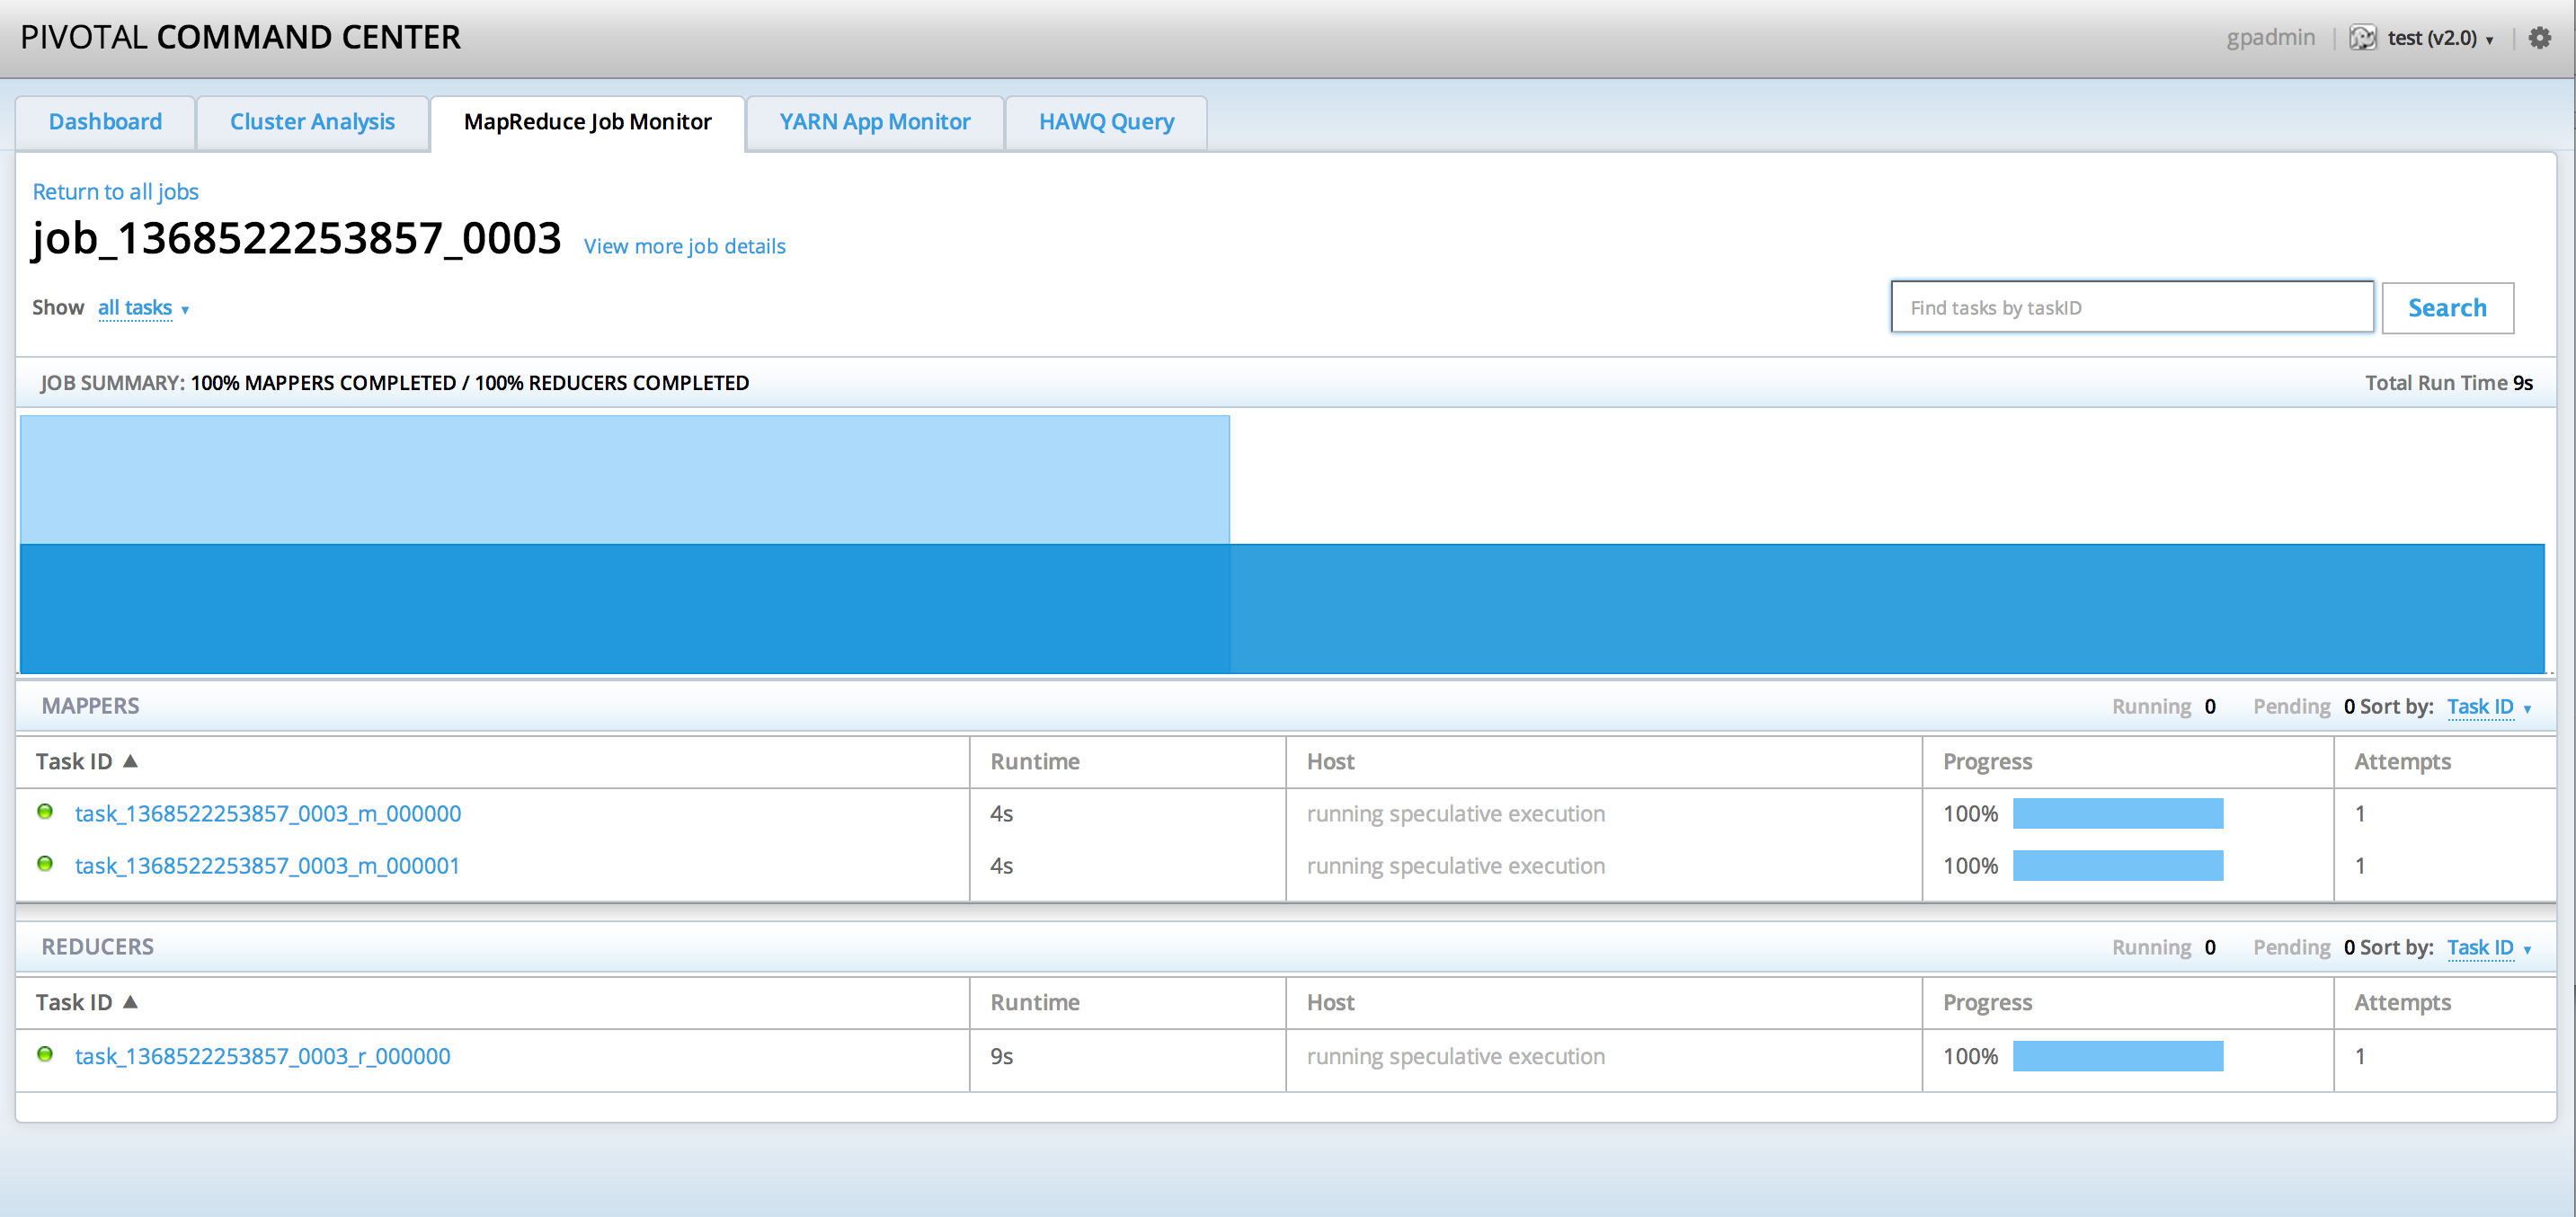 PIVOTAL COMMAND CENTER
gpadmin test (v2.0)
Dashboard Cluster Analysis MapReduce Job Monitor YARN App Monitor HAWQ Query
Return to all jobs
job_1368522253857_0003 View more job details
Show all tasks Find tasks by taskID Search
JOB SUMMARY: 100% MAPPERS COMPLETED / 100% REDUCERS COMPLETED Total Run Time 9s
MAPPERS Running 0 Pending 0 Sort by: Task ID
Task ID Runtime Host Progress Attempts
task_1368522253857_0003_m_000000 4s running speculative execution 100% 1
task_1368522253857_0003_m_000001 4s running speculative execution 100% 1
REDUCERS Running 0 Pending 0 Sort by: Task ID
Task ID Runtime Host Progress Attempts
task_1368522253857_0003_r_000000 9s running speculative execution 100% 1